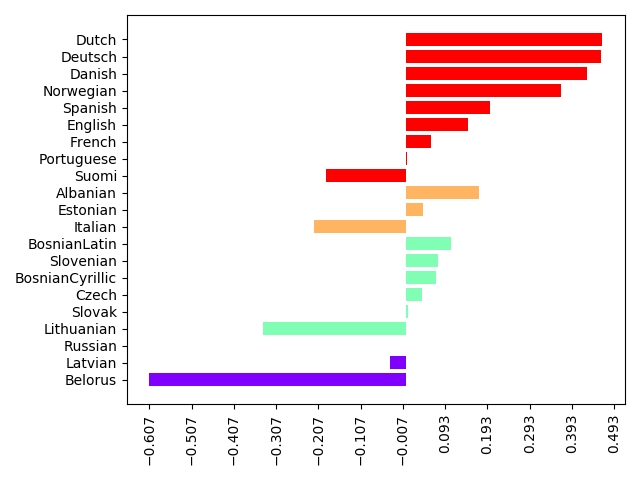 Dutch
Deutsch
Danish
Norwegian
Spanish
English
French
Portuguese
Suomi
Albanian
Estonian
Italian
BosnianLatin
Slovenian
BosnianCyrillic
Czech
Slovak
Lithuanian
Russian
Latvian
Belorus
−0.607
−0.507
−0.407
−0.307
−0.207
−0.107
−0.007
0.093
0.193
0.293
0.393
0.493